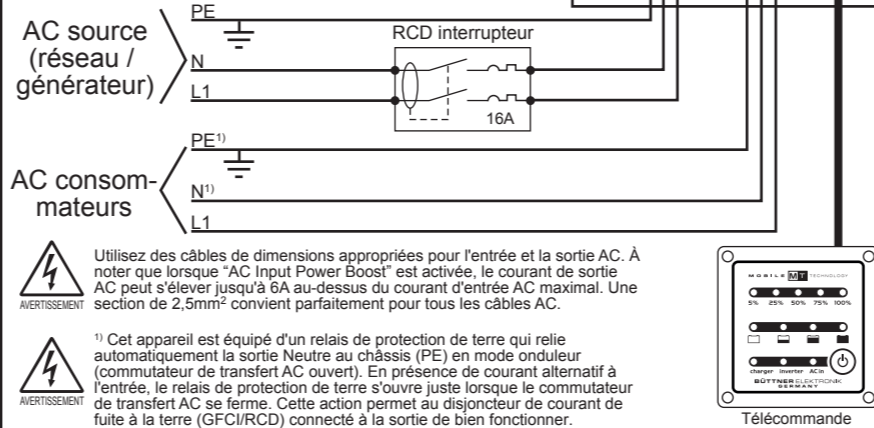 PE
AC source
(réseau /
générateur)
RCD interrupteur
N
L1
16A
PE¹⁾
AC consom-
mateurs
N¹⁾
L1
AVERTISSEMENT
Utilisez des câbles de dimensions appropriées pour l'entrée et la sortie AC. À
noter que lorsque “AC Input Power Boost” est activée, le courant de sortie
AC peut s'élever jusqu'à 6A au-dessus du courant d'entrée AC maximal. Une
section de 2,5mm² convient parfaitement pour tous les câbles AC.
AVERTISSEMENT
¹⁾ Cet appareil est équipé d'un relais de protection de terre qui relie
automatiquement la sortie Neutre au châssis (PE) en mode onduleur
(commutateur de transfert AC ouvert). En présence de courant alternatif à
l'entrée, le relais de protection de terre s'ouvre juste lorsque le commutateur
de transfert AC se ferme. Cette action permet au disjoncteur de courant de
fuite à la terre (GFCI/RCD) connecté à la sortie de bien fonctionner.
MOBILE MT TECHNOLOGY
5% 25% 50% 75% 100%
charger inverter AC in
BÜTTNER ELEKTRONIK
GERMANY
Télécommande